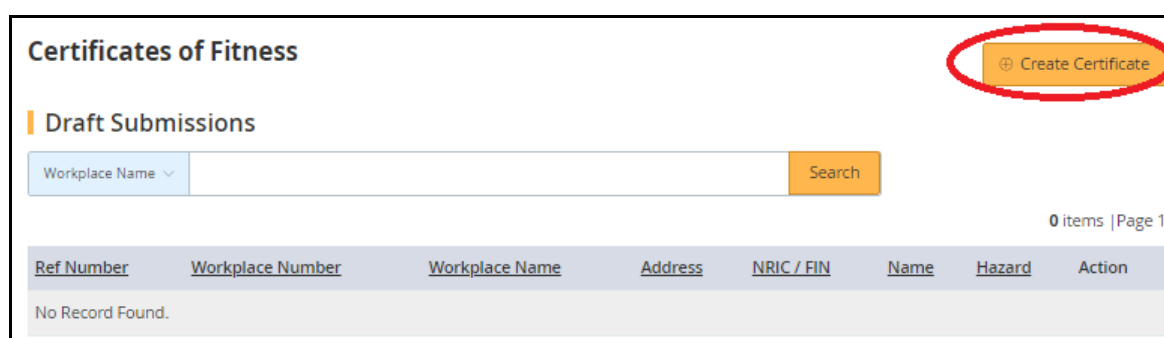 Certificates of Fitness
Create Certificate
Draft Submissions
Workplace Name
Search
0 items |Page 1
Ref Number Workplace Number Workplace Name Address NRIC / FIN Name Hazard Action
No Record Found.